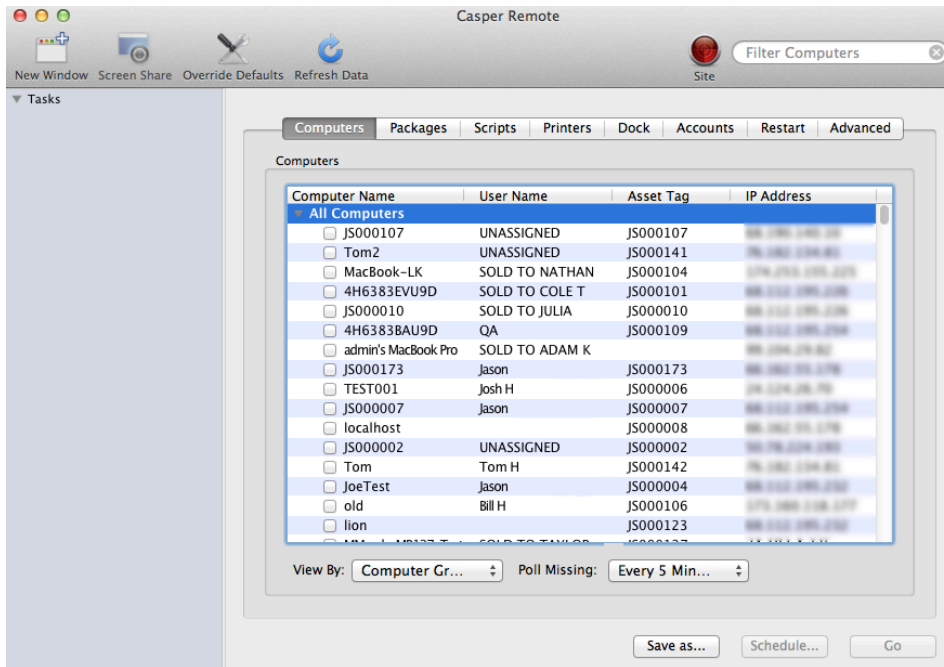 Casper Remote
New Window Screen Share Override Defaults Refresh Data Site Filter Computers
Tasks
Computers Packages Scripts Printers Dock Accounts Restart Advanced
Computers
Computer Name User Name Asset Tag IP Address
All Computers
JS000107 UNASSIGNED JS000107
Tom2 UNASSIGNED JS000141
MacBook-LK SOLD TO NATHAN JS000104
4H6383EVU9D SOLD TO COLE T JS000101
JS000010 SOLD TO JULIA JS000010
4H6383BAU9D QA JS000109
admin's MacBook Pro SOLD TO ADAM K
JS000173 Jason JS000173
TEST001 Josh H JS000006
JS000007 Jason JS000007
localhost JS000008
JS000002 UNASSIGNED JS000002
Tom Tom H JS000142
JoeTest Jason JS000004
old Bill H JS000106
lion JS000123
SOLD TO TAYLOR
View By: Computer Gr... Poll Missing: Every 5 Min...
Save as... Schedule... Go